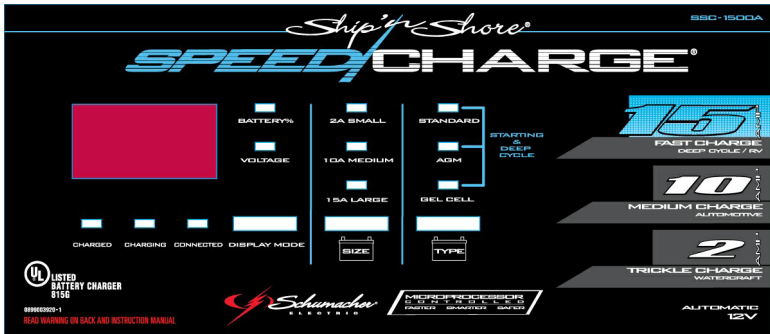 SSC-1500A
Ship 'n Shore®
SPEED/CHARGE®
BATTERY%
VOLTAGE
2A SMALL
10A MEDIUM
15A LARGE
STANDARD
AGM
GEL CELL
STARTING
&
DEEP
CYCLE
15 AMP
FAST CHARGE
DEEP CYCLE / RV
10 AMP
MEDIUM CHARGE
AUTOMOTIVE
2 AMP
TRICKLE CHARGE
WATERCRAFT
CHARGED
CHARGING
CONNECTED
DISPLAY MODE
SIZE
TYPE
UL
LISTED
BATTERY CHARGER
815G
0099003920-1
READ WARNING ON BACK AND INSTRUCTION MANUAL
Schumacher®
ELECTRIC
MICROPROCESSOR
CONTROLLED
FASTER SMARTER SAFER
AUTOMATIC
12V